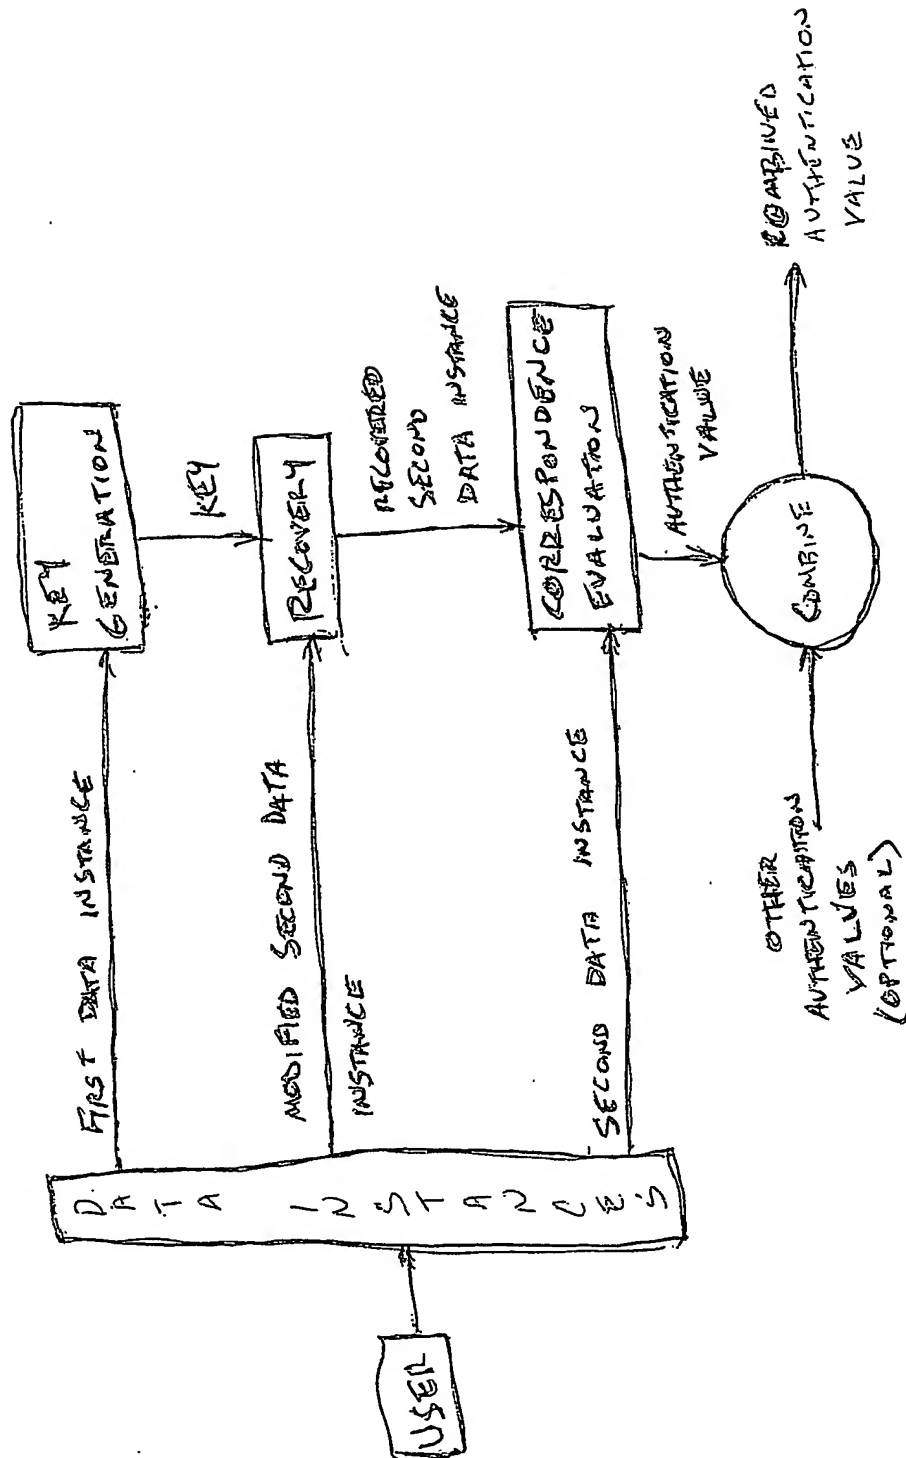 USER
DATA INSTANCES
FIRST DATA INSTANCE
KEY
GENERATION
KEY
MODIFIED SECOND DATA
INSTANCE
RECOVERY
RECOVERED
SECOND
DATA INSTANCE
SECOND DATA INSTANCE
CORRESPONDENCE
EVALUATION
AUTHENTICATION
VALUE
OTHER
AUTHENTICATION
VALUES
(OPTIONAL)
COMBINE
COMBINED
AUTHENTICATION
VALUE